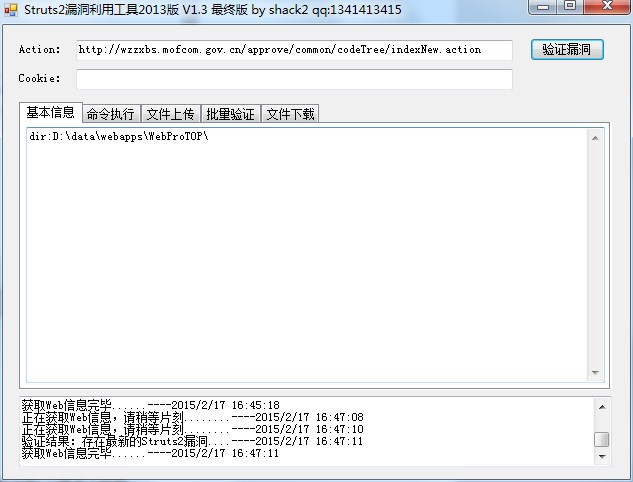 Struts2漏洞利用工具2013版 V1.3 最终版 by shack2 qq:1341413415
Action: http://wzzxbs.mofcom.gov.cn/approve/common/codeTree/indexNew.action 验证漏洞
Cookie:
基本信息 命令执行 文件上传 批量验证 文件下载
dir:D:\data\webapps\WebProTOP\
获取Web信息完毕......----2015/2/17 16:45:18
正在获取Web信息，请稍等片刻........----2015/2/17 16:47:08
正在获取Web信息，请稍等片刻........----2015/2/17 16:47:10
验证结果：存在最新的Struts2漏洞....----2015/2/17 16:47:11
获取Web信息完毕......----2015/2/17 16:47:11